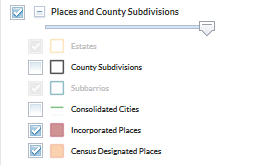 Places and County Subdivisions
Estates
County Subdivisions
Subbarrios
Consolidated Cities
Incorporated Places
Census Designated Places